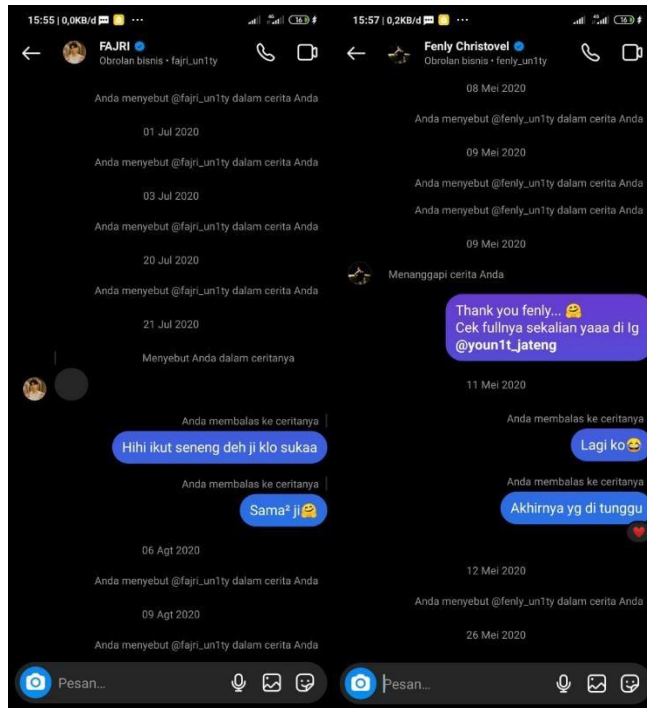 15:55 | 0,0KB/d
FAJRI
Obrolan bisnis • fajri_un1ty
Anda menyebut @fajri_un1ty dalam cerita Anda
01 Jul 2020
Anda menyebut @fajri_un1ty dalam cerita Anda
03 Jul 2020
Anda menyebut @fajri_un1ty dalam cerita Anda
20 Jul 2020
Anda menyebut @fajri_un1ty dalam cerita Anda
21 Jul 2020
Menyebut Anda dalam ceritanya
Anda membalas ke ceritanya
Hihi ikut seneng deh ji klo sukaa
Anda membalas ke ceritanya
Sama² ji🤗
06 Agt 2020
Anda menyebut @fajri_un1ty dalam cerita Anda
09 Agt 2020
Anda menyebut @fajri_un1ty dalam cerita Anda
Pesan...
15:57 | 0,2KB/d
Fenly Christovel
Obrolan bisnis • fenly_un1ty
08 Mei 2020
Anda menyebut @fenly_un1ty dalam cerita Anda
09 Mei 2020
Anda menyebut @fenly_un1ty dalam cerita Anda
Anda menyebut @fenly_un1ty dalam cerita Anda
09 Mei 2020
Menanggapi cerita Anda
Thank you fenly... 🤗
Cek fullnya sekalian yaaa di Ig
@youn1t_jateng
11 Mei 2020
Anda membalas ke ceritanya
Lagi ko😂
Anda membalas ke ceritanya
Akhirnya yg di tunggu
12 Mei 2020
Anda menyebut @fenly_un1ty dalam cerita Anda
26 Mei 2020
Pesan...